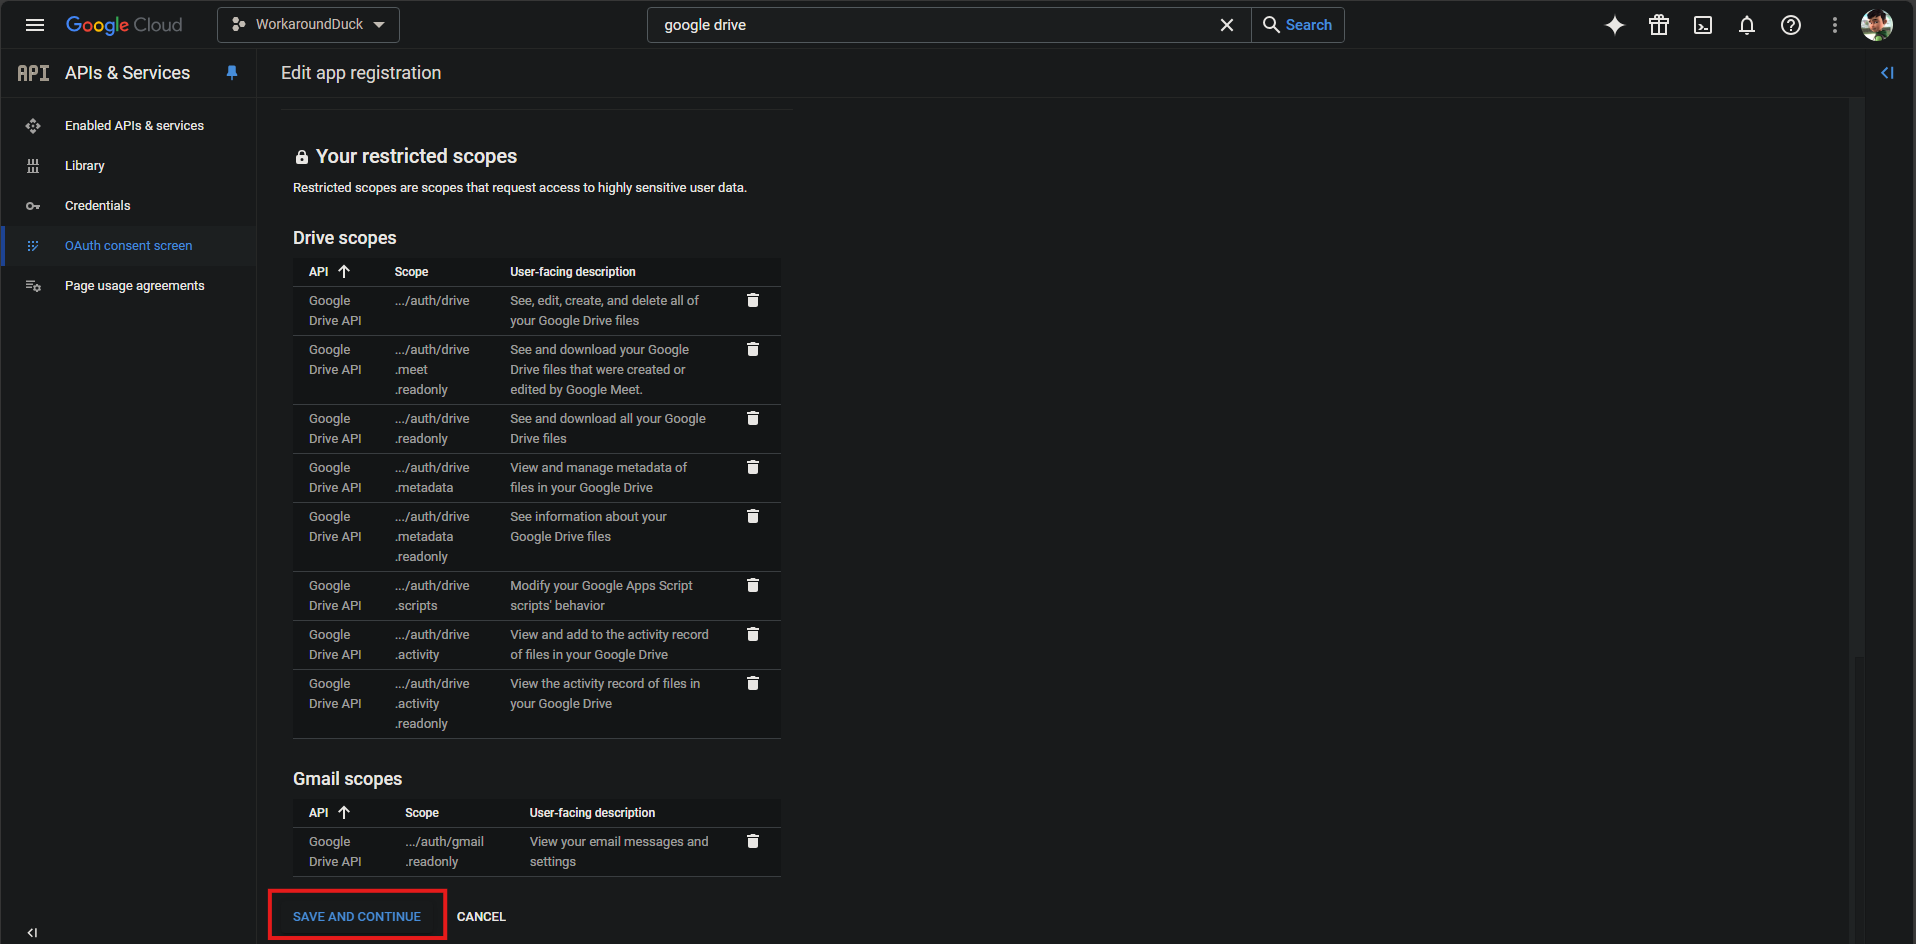 Google Cloud
WorkaroundDuck
google drive
Search
API APIs & Services
Edit app registration
Enabled APIs & services
Library
Credentials
OAuth consent screen
Page usage agreements
Your restricted scopes
Restricted scopes are scopes that request access to highly sensitive user data.
Drive scopes
API Scope User-facing description
Google .../auth/drive See, edit, create, and delete all of
Drive API your Google Drive files
Google .../auth/drive See and download your Google
Drive API .meet Drive files that were created or
.readonly edited by Google Meet.
Google .../auth/drive See and download all your Google
Drive API .readonly Drive files
Google .../auth/drive View and manage metadata of
Drive API .metadata files in your Google Drive
Google .../auth/drive See information about your
Drive API .metadata Google Drive files
.readonly
Google .../auth/drive Modify your Google Apps Script
Drive API .scripts scripts' behavior
Google .../auth/drive View and add to the activity record
Drive API .activity of files in your Google Drive
Google .../auth/drive View the activity record of files in
Drive API .activity your Google Drive
.readonly
Gmail scopes
API Scope User-facing description
Google .../auth/gmail View your email messages and
Drive API .readonly settings
SAVE AND CONTINUE CANCEL